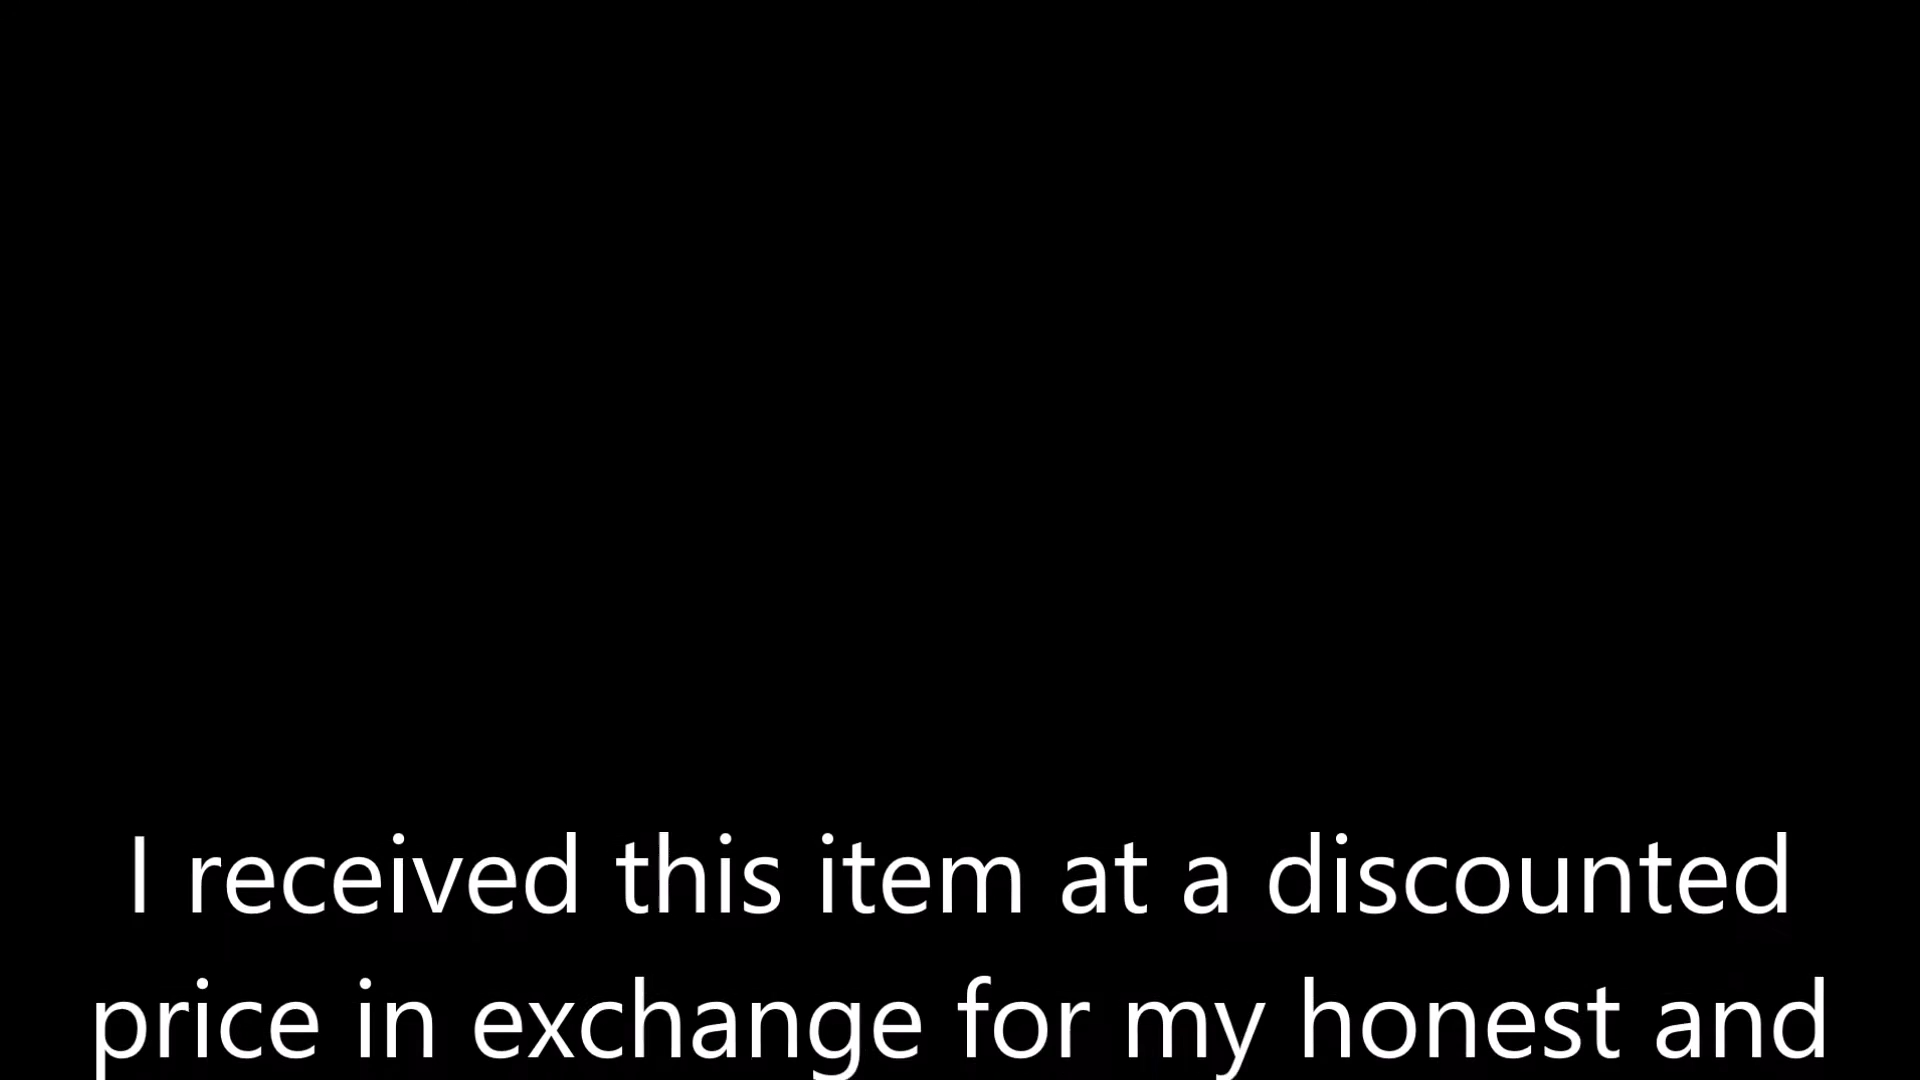 I received this item at a discounted
price in exchange for my honest and